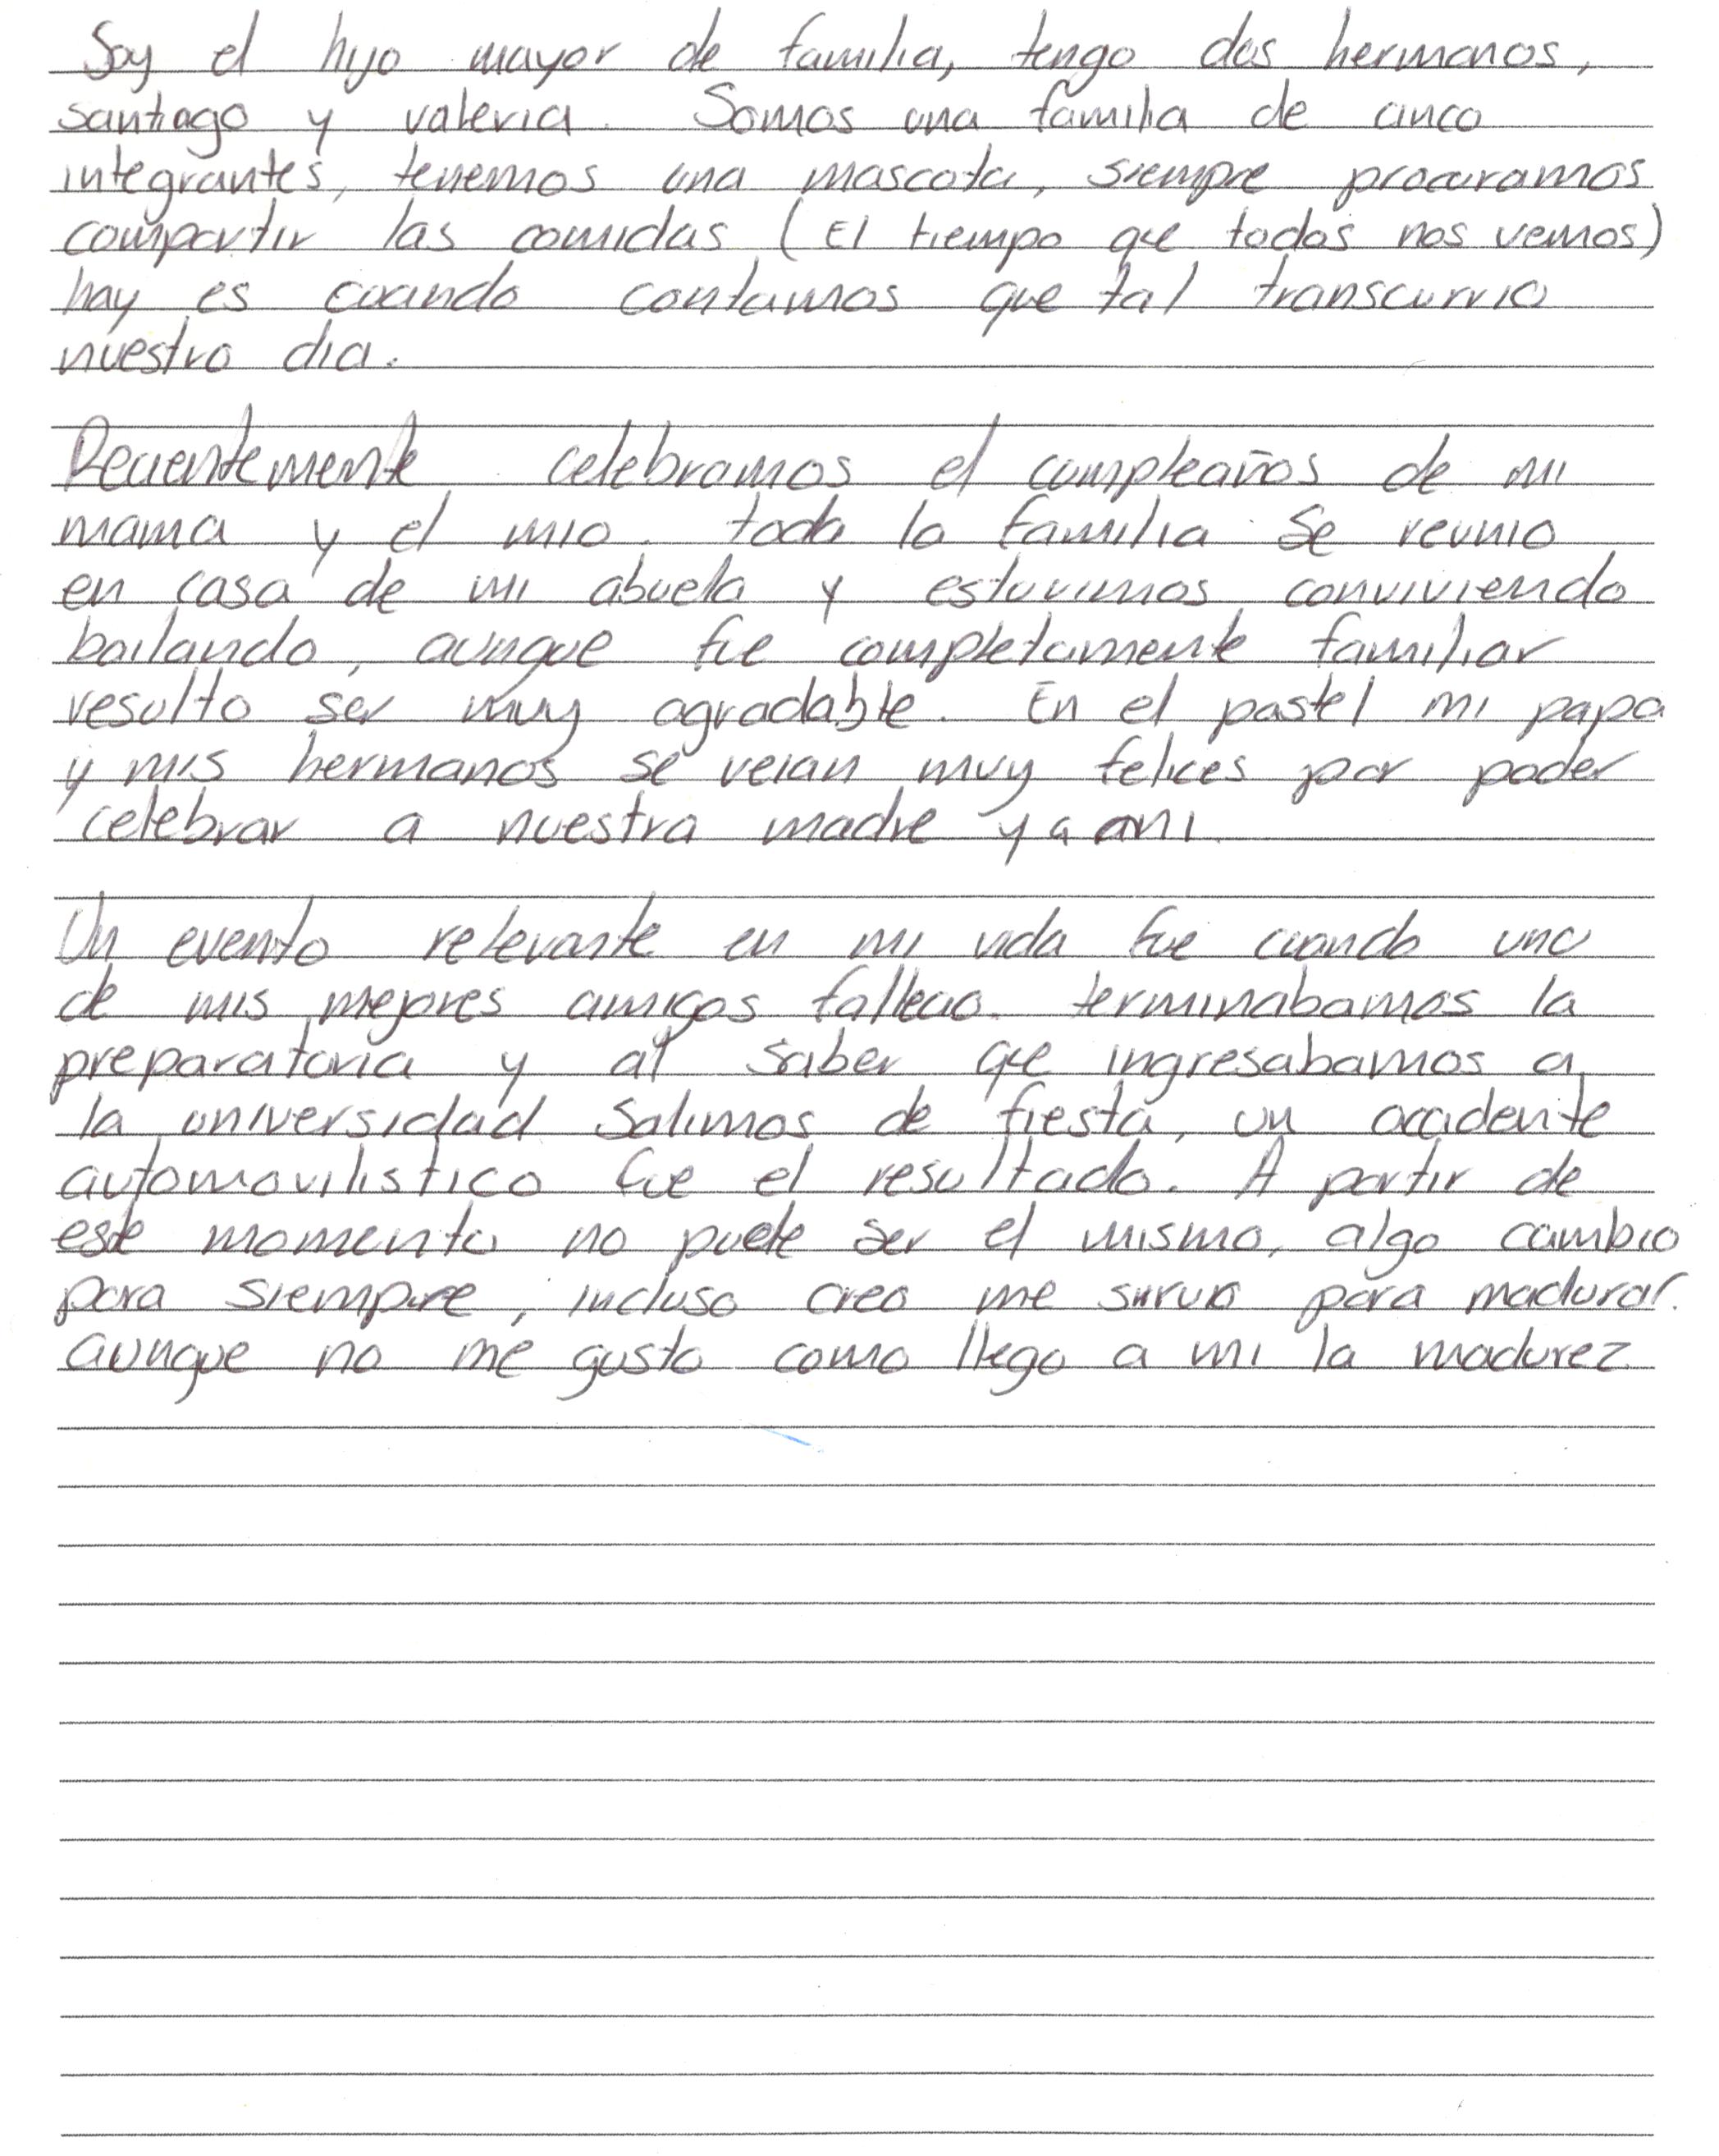 Soy el hijo mayor de familia, tengo dos hermanos,
santiago y valeria. Somos una familia de cinco
integrantes, tenemos una mascota, siempre procuramos
compartir las comidas (El tiempo que todos nos vemos)
hay es cuando contamos que tal transcurrio
nuestro dia.
Recientemente celebramos el cumpleaños de mi
mama y el mio. toda la familia se reunio
en casa de mi abuela y estuvimos conviviendo
bailando, aunque fue completamente familiar
resulto ser muy agradable. En el pastel mi papa
y mis hermanos se veian muy felices por poder
celebrar a nuestra madre y a mi.
Un evento relevante en mi vida fue cuando uno
de mis mejores amigos fallecio. terminabamos la
preparatoria y al saber que ingresabamos a
la universidad salimos de fiesta, un accidente
automovilistico fue el resultado. A partir de
este momento no pude ser el mismo, algo cambio
para siempre, incluso creo me sirvio para madurar.
aunque no me gusto como llego a mi la madurez